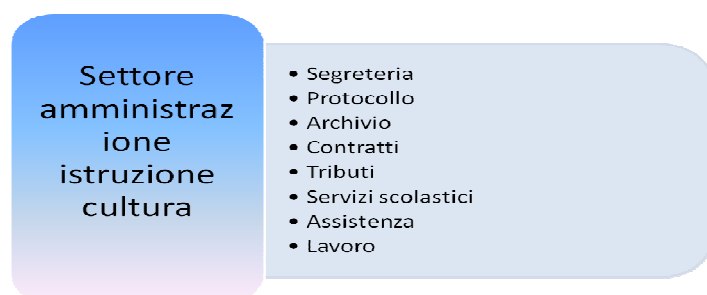 Settore
amministraz
ione
istruzione
cultura
• Segreteria
• Protocollo
• Archivio
• Contratti
• Tributi
• Servizi scolastici
• Assistenza
• Lavoro